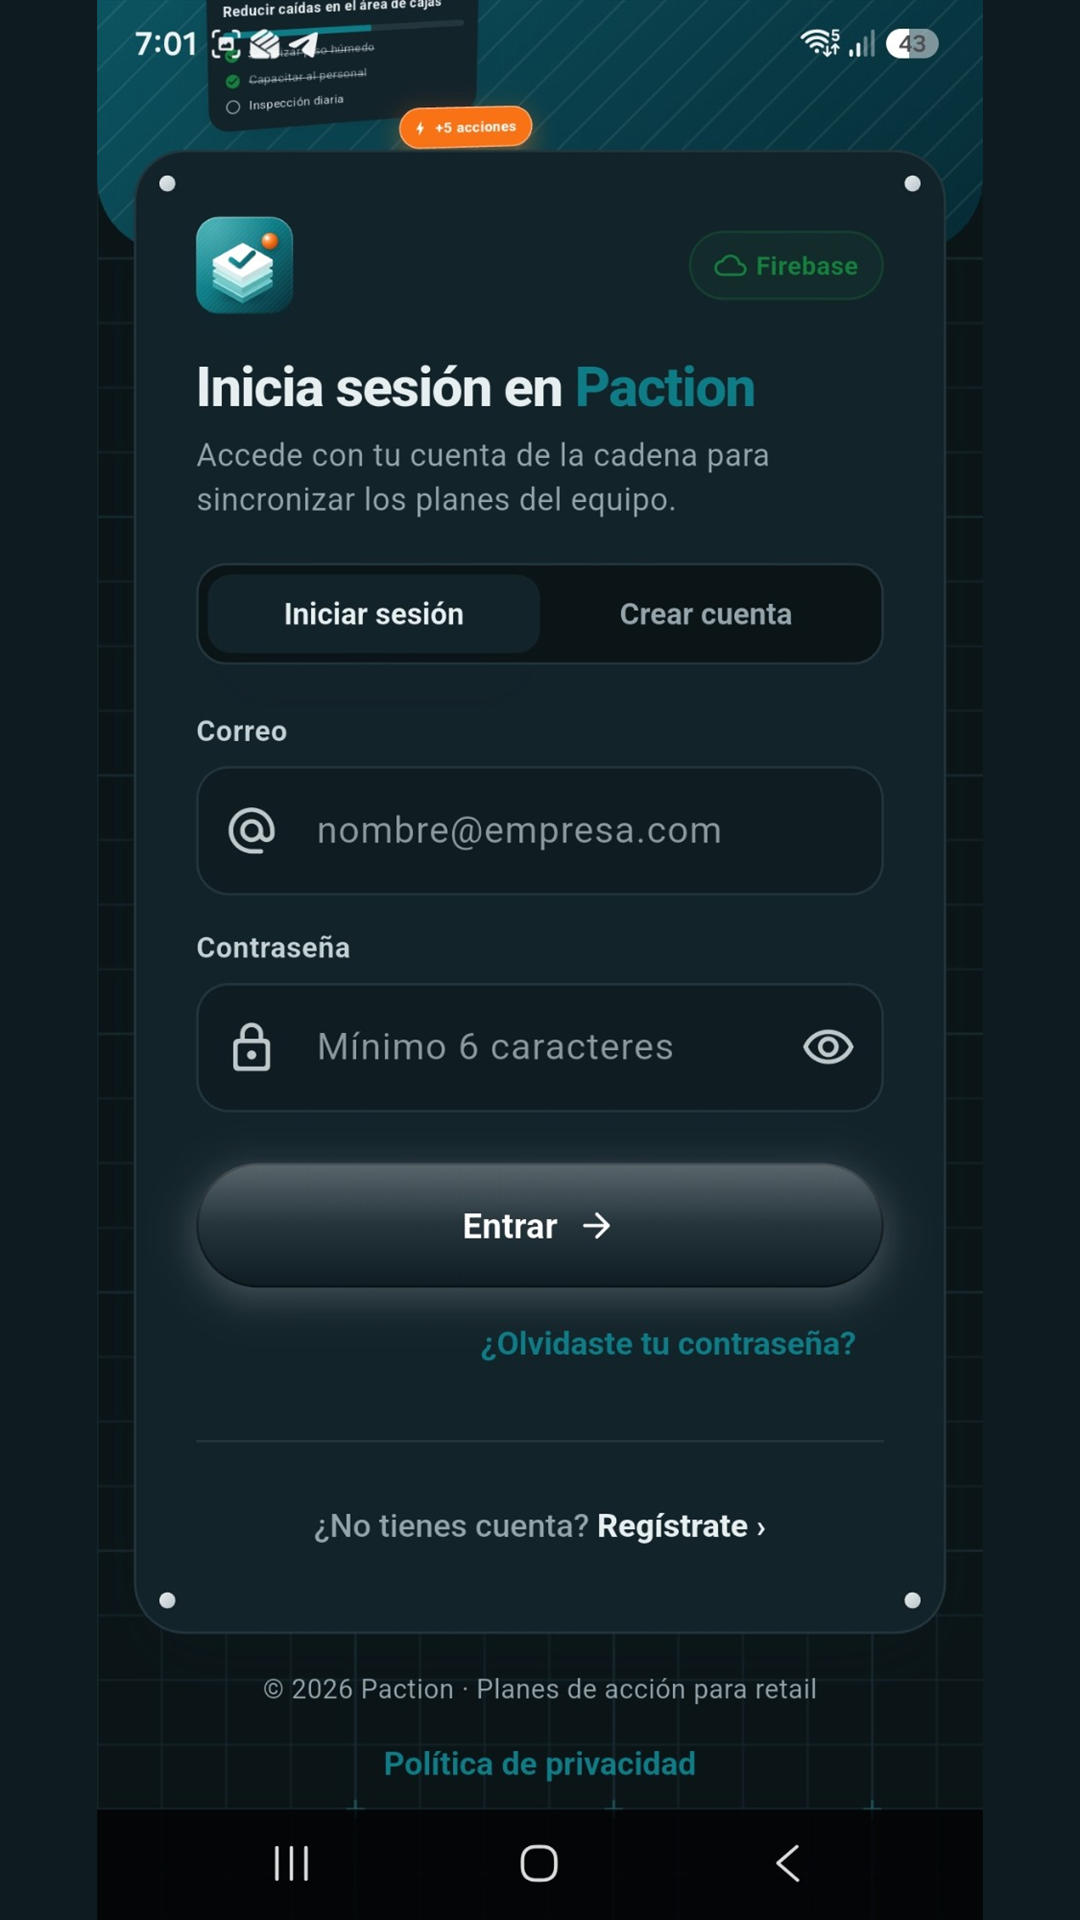 Reducir caídas en el área de cajas
7:01
húmedo
Capacitar al personal
Inspección diaria
+5 acciones
43
Firebase
Inicia sesión en Paction
Accede con tu cuenta de la cadena para
sincronizar los planes del equipo.
Iniciar sesión
Crear cuenta
Correo
nombre@empresa.com
Contraseña
Mínimo 6 caracteres
Entrar
¿Olvidaste tu contraseña?
¿No tienes cuenta? Regístrate ›
© 2026 Paction · Planes de acción para retail
Política de privacidad